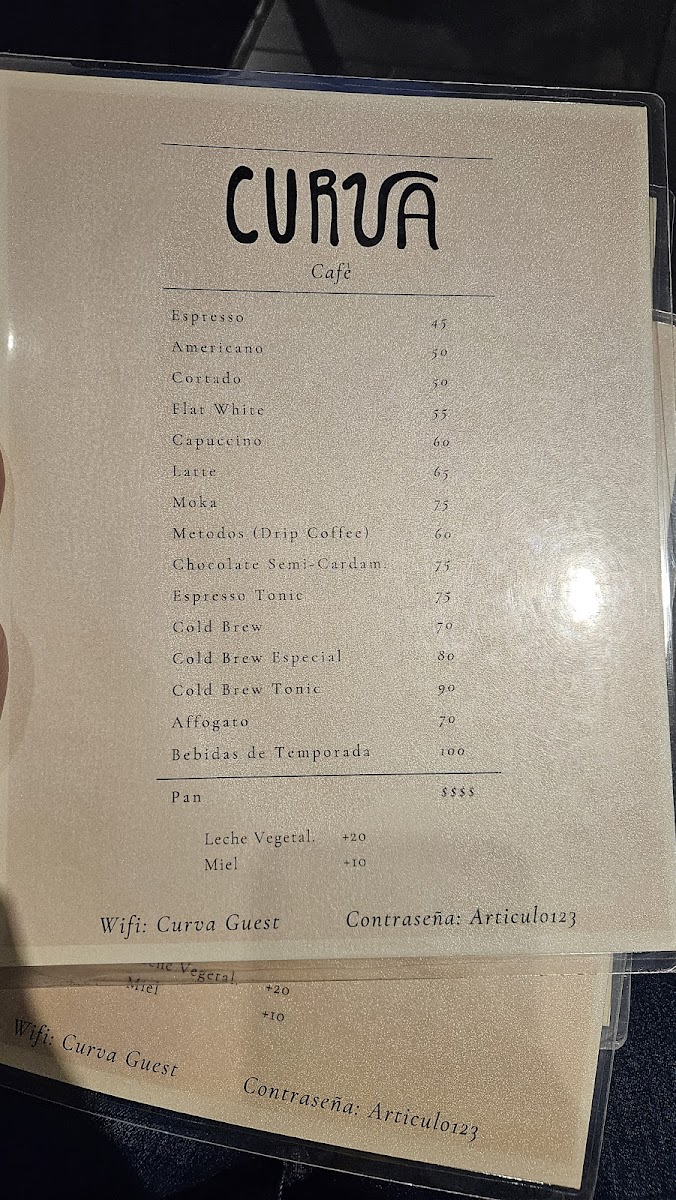 CURVA
Cafè
Espresso 45
Americano 50
Cortado 50
Flat White 55
Capuccino 60
Latte 65
Moka 75
Metodos (Drip Coffee) 60
Chocolate Semi-Cardam. 75
Espresso Tonic 75
Cold Brew 70
Cold Brew Especial 80
Cold Brew Tonic 90
Affogato 70
Bebidas de Temporada 100
Pan $$$$
Leche Vegetal. +20
Miel +10
Wifi: Curva Guest Contraseña: Articulo123
Vegetal. +20
Miel +10
Wifi: Curva Guest Contraseña: Articulo123